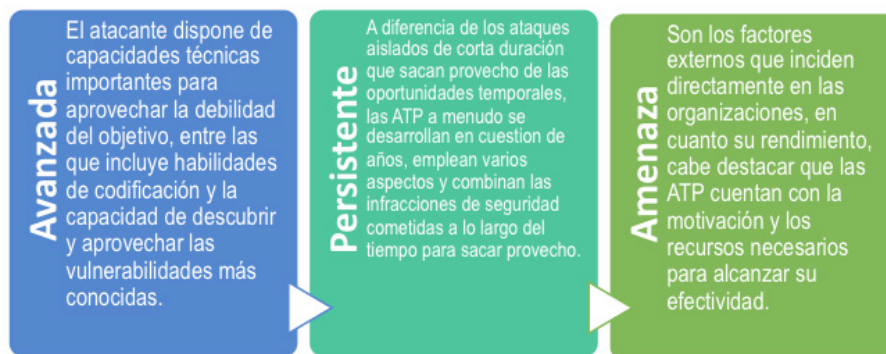 Avanzada
El atacante dispone de
capacidades técnicas
importantes para
aprovechar la debilidad
del objetivo, entre las
que incluye habilidades
de codificación y la
capacidad de descubrir
y aprovechar las
vulnerabilidades más
conocidas.
Persistente
A diferencia de los ataques
aislados de corta duración
que sacan provecho de las
oportunidades temporales,
las ATP a menudo se
desarrollan en cuestion de
años, emplean varios
aspectos y combinan las
infracciones de seguridad
cometidas a lo largo del
tiempo para sacar provecho.
Amenaza
Son los factores
externos que inciden
directamente en las
organizaciones, en
cuanto su rendimiento,
cabe destacar que las
ATP cuentan con la
motivación y los
recursos necesarios
para alcanzar su
efectividad.